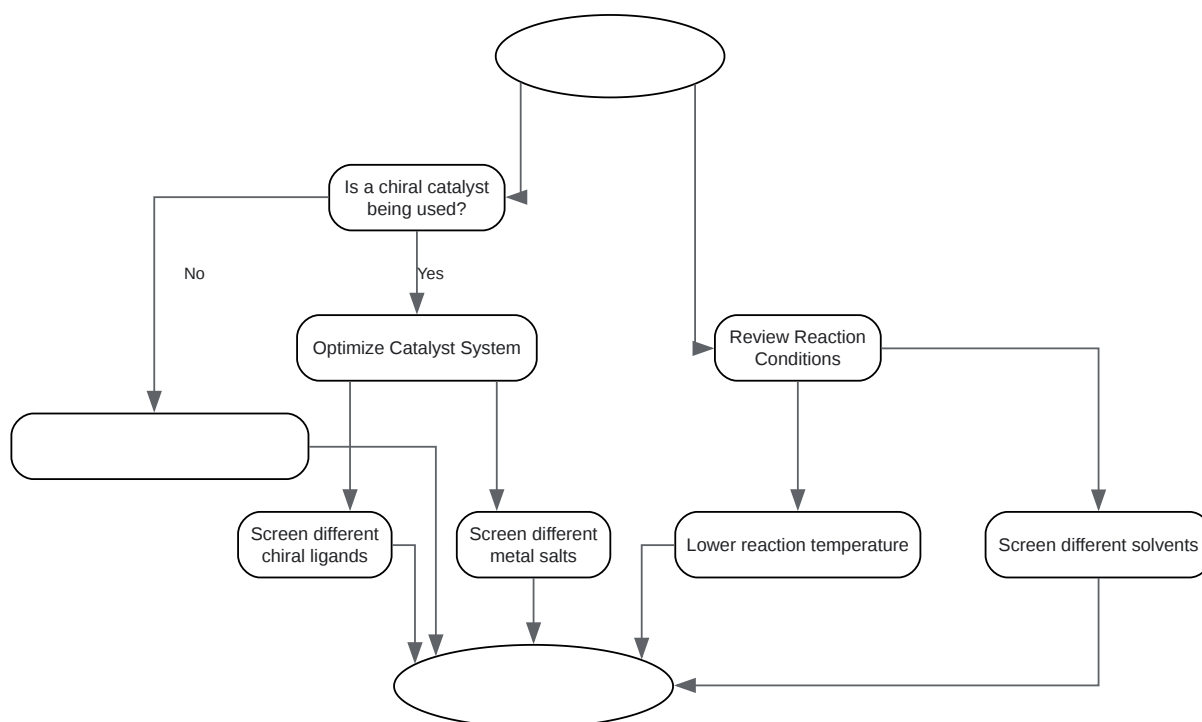 Is a chiral catalyst
being used?
No
Yes
Optimize Catalyst System
Review Reaction
Conditions
Screen different
chiral ligands
Screen different
metal salts
Lower reaction temperature
Screen different solvents